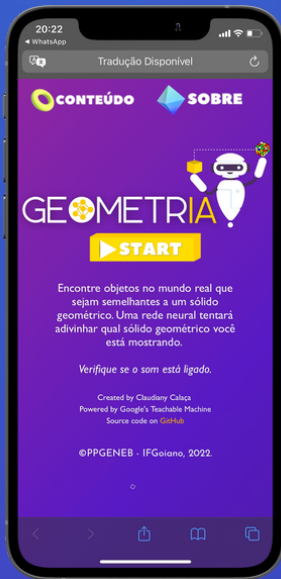 20:22
◀ WhatsApp
Tradução Disponível
CONTEÚDO
SOBRE
GEOMETRIA
START
Encontre objetos no mundo real que
sejam semelhantes a um sólido
geométrico. Uma rede neural tentará
adivinhar qual sólido geométrico você
está mostrando.
Verifique se o som está ligado.
Created by Claudiany Calaça
Powered by Google's Teachable Machine
Source code on GitHub
©PPGENEB - IFGoiano, 2022.